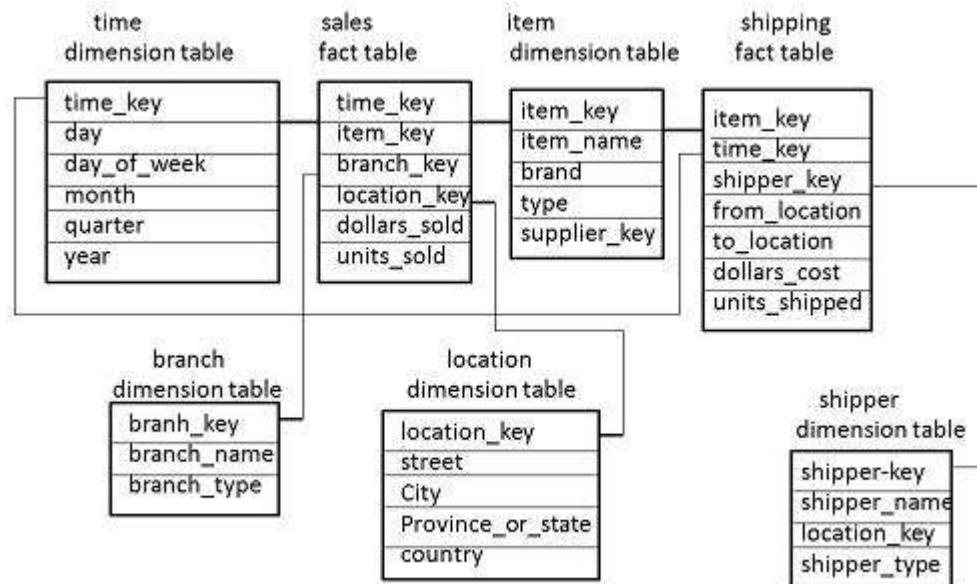 time
dimension table
time_key
day
day_of_week
month
quarter
year
sales
fact table
time_key
item_key
branch_key
location_key
dollars_sold
units_sold
item
dimension table
item_key
item_name
brand
type
supplier_key
shipping
fact table
item_key
time_key
shipper_key
from_location
to_location
dollars_cost
units_shipped
branch
dimension table
branh_key
branch_name
branch_type
location
dimension table
location_key
street
City
Province_or_state
country
shipper
dimension table
shipper-key
shipper_name
location_key
shipper_type